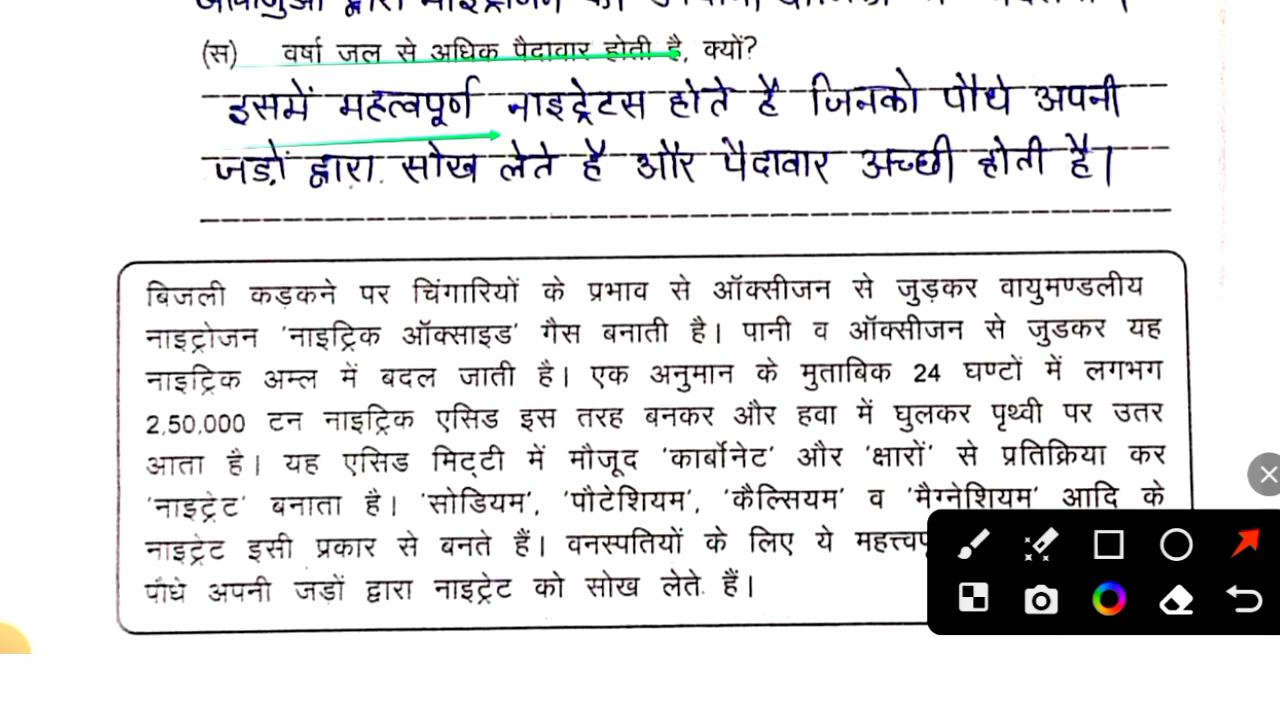 (स) वर्षा जल से अधिक पैदावार होती है, क्यों?
इसमें महत्वपूर्ण नाइट्रेटस होते है जिनको पौधे अपनी
जड़ों द्वारा सोख लेते है और पैदावार अच्छी होती है।
बिजली कड़कने पर चिंगारियों के प्रभाव से ऑक्सीजन से जुड़कर वायुमण्डलीय
नाइट्रोजन 'नाइट्रिक ऑक्साइड' गैस बनाती है। पानी व ऑक्सीजन से जुडकर यह
नाइट्रिक अम्ल में बदल जाती है। एक अनुमान के मुताबिक 24 घण्टों में लगभग
2,50,000 टन नाइट्रिक एसिड इस तरह बनकर और हवा में घुलकर पृथ्वी पर उतर
आता है। यह एसिड मिट्टी में मौजूद 'कार्बोनेट' और 'क्षारों' से प्रतिक्रिया कर
'नाइट्रेट' बनाता है। 'सोडियम', 'पौटेशियम', 'कैल्सियम' व 'मैग्नेशियम' आदि के
नाइट्रेट इसी प्रकार से बनते हैं। वनस्पतियों के लिए ये
पौधे अपनी जड़ों द्वारा नाइट्रेट को सोख लेते हैं।